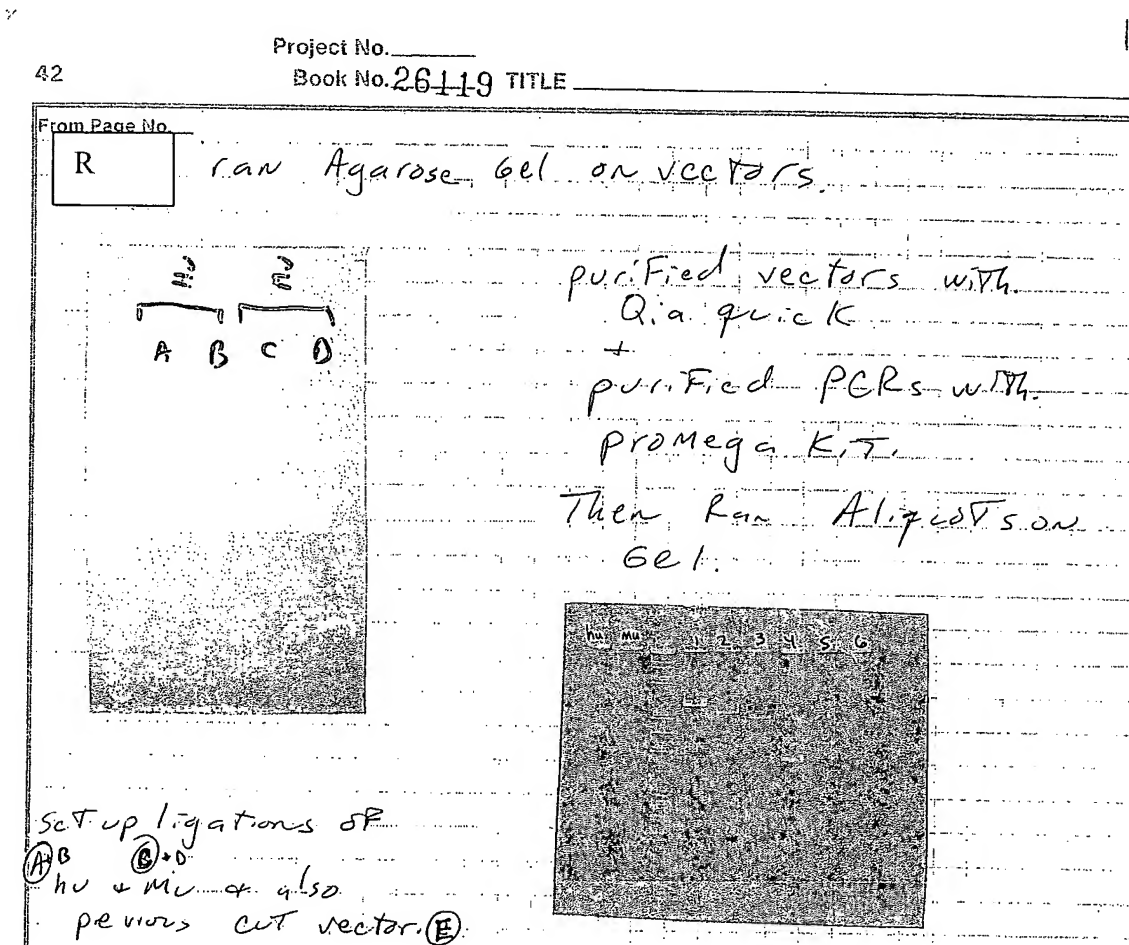 Project No.
42
Book No. 26119 TITLE
From Page No.
R
ran Agarose Gel on vectors.
Hu
A B C D
purified vectors with
Qiaquick
+
purified PCRs with
promega KiT.
Then Ran AliquoTs on
Gel.
hu mu 1 2 3 4 5 6
SeT up ligations of
A+B C+D
hu + Mu + also
pevious cuT vector. E